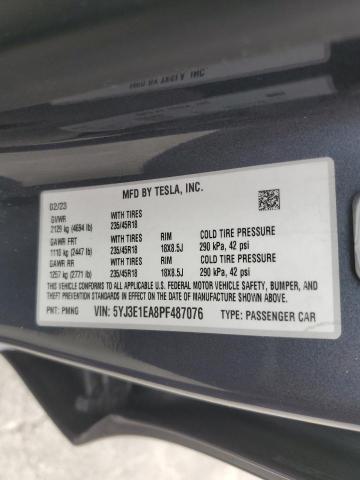 MFD BY TESLA, INC.
02/23
GVWR WITH TIRES
2129 kg (4694 lb) 235/45R18
GAWR FRT WITH TIRES RIM COLD TIRE PRESSURE
1110 kg (2447 lb) 235/45R18 18X8.5J 290 kPa, 42 psi
GAWR RR WITH TIRES RIM COLD TIRE PRESSURE
1257 kg (2771 lb) 235/45R18 18X8.5J 290 kPa, 42 psi
THIS VEHICLE CONFORMS TO ALL APPLICABLE U.S. FEDERAL MOTOR VEHICLE SAFETY, BUMPER, AND
THEFT PREVENTION STANDARDS IN EFFECT ON THE DATE OF MANUFACTURE SHOWN ABOVE.
PNT: PMNG VIN: 5YJ3E1EA8PF487076 TYPE: PASSENGER CAR